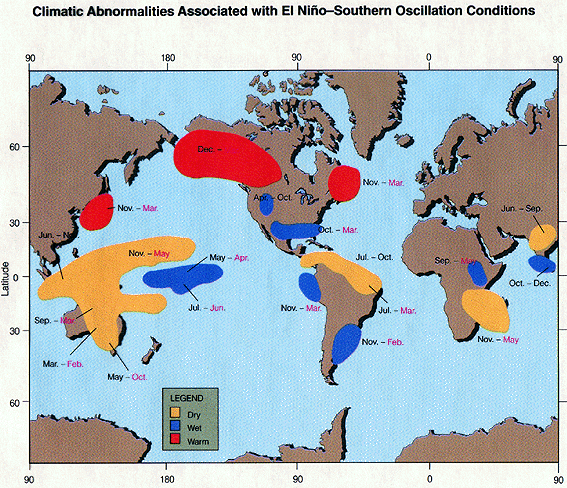 Climatic Abnormalities Associated with El Niño–Southern Oscillation Conditions
90 180 90 0 90
60
30
0
30
60
Latitude
Dec. –
Nov. – Mar.
Apr. – Oct.
Nov. – Mar.
Jun. – Sep.
Jun. – N
Oct. – Mar.
Nov. – May
May – Apr.
Jul. – Oct.
Sep. – May
Oct. – Dec.
Jul. – Jun.
Nov. – Mar.
Jul. – Mar.
Sep. – Mar.
Nov. – Feb.
Nov. – May
Mar. – Feb.
May – Oct.
LEGEND
Dry
Wet
Warm
90 180 90 0 90